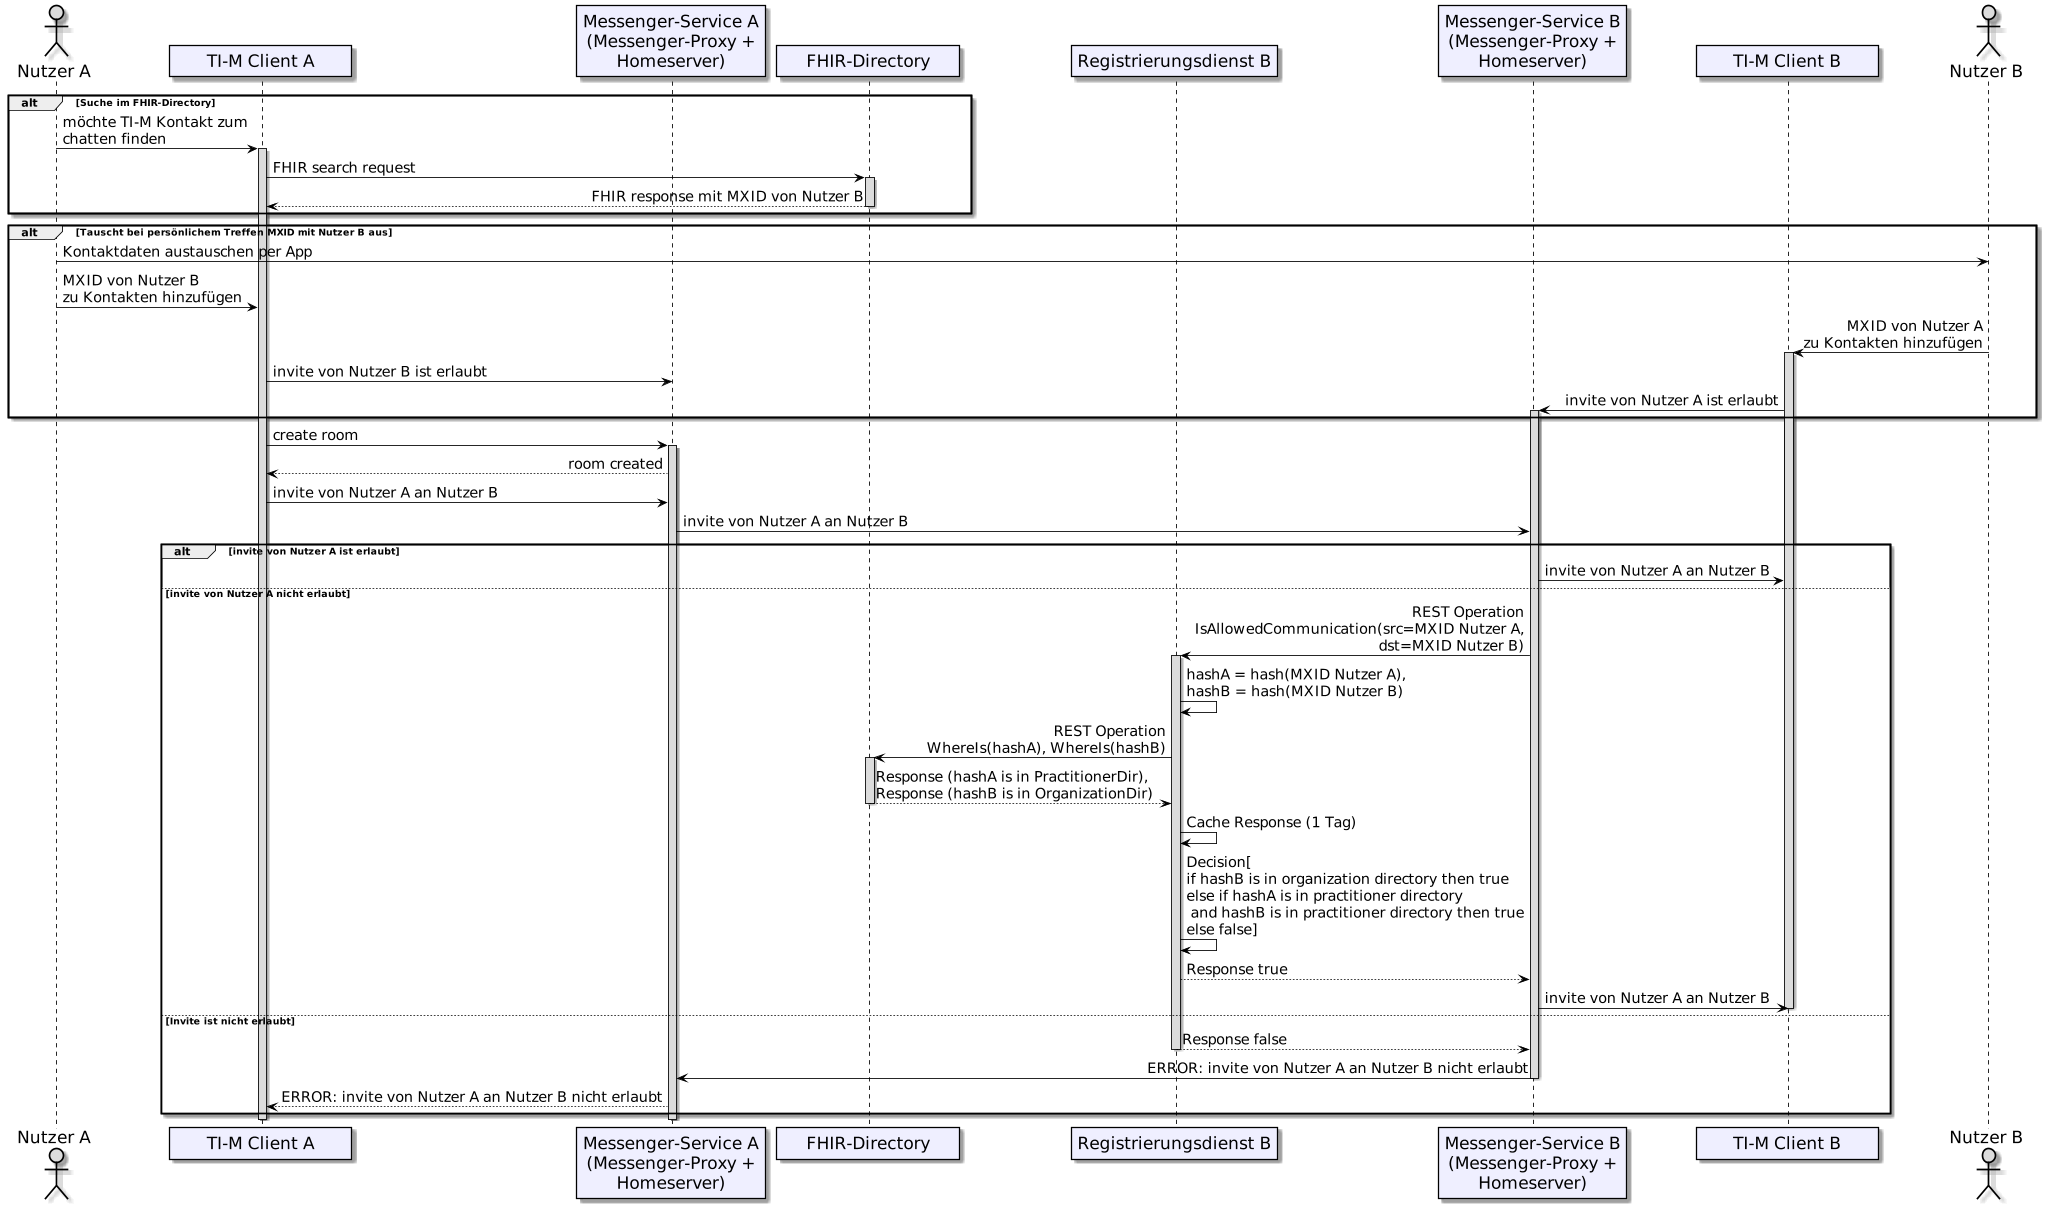 Nutzer A
TI-M Client A
Messenger-Service A
(Messenger-Proxy +
Homeserver)
FHIR-Directory
Registrierungsdienst B
Messenger-Service B
(Messenger-Proxy +
Homeserver)
TI-M Client B
Nutzer B
alt [Suche im FHIR-Directory]
möchte TI-M Kontakt zum
chatten finden
FHIR search request
FHIR response mit MXID von Nutzer B
alt [Tauscht bei persönlichem Treffen MXID mit Nutzer B aus]
Kontaktdaten austauschen per App
MXID von Nutzer B
zu Kontakten hinzufügen
MXID von Nutzer A
zu Kontakten hinzufügen
invite von Nutzer B ist erlaubt
invite von Nutzer A ist erlaubt
create room
room created
invite von Nutzer A an Nutzer B
invite von Nutzer A an Nutzer B
alt [invite von Nutzer A ist erlaubt]
invite von Nutzer A an Nutzer B
[invite von Nutzer A nicht erlaubt]
REST Operation
IsAllowedCommunication(src=MXID Nutzer A,
dst=MXID Nutzer B)
hashA = hash(MXID Nutzer A),
hashB = hash(MXID Nutzer B)
REST Operation
WhereIs(hashA), WhereIs(hashB)
Response (hashA is in PractitionerDir),
Response (hashB is in OrganizationDir)
Cache Response (1 Tag)
Decision[
if hashB is in organization directory then true
else if hashA is in practitioner directory
and hashB is in practitioner directory then true
else false]
Response true
invite von Nutzer A an Nutzer B
[Invite ist nicht erlaubt]
Response false
ERROR: invite von Nutzer A an Nutzer B nicht erlaubt
ERROR: invite von Nutzer A an Nutzer B nicht erlaubt
Nutzer A
TI-M Client A
Messenger-Service A
(Messenger-Proxy +
Homeserver)
FHIR-Directory
Registrierungsdienst B
Messenger-Service B
(Messenger-Proxy +
Homeserver)
TI-M Client B
Nutzer B